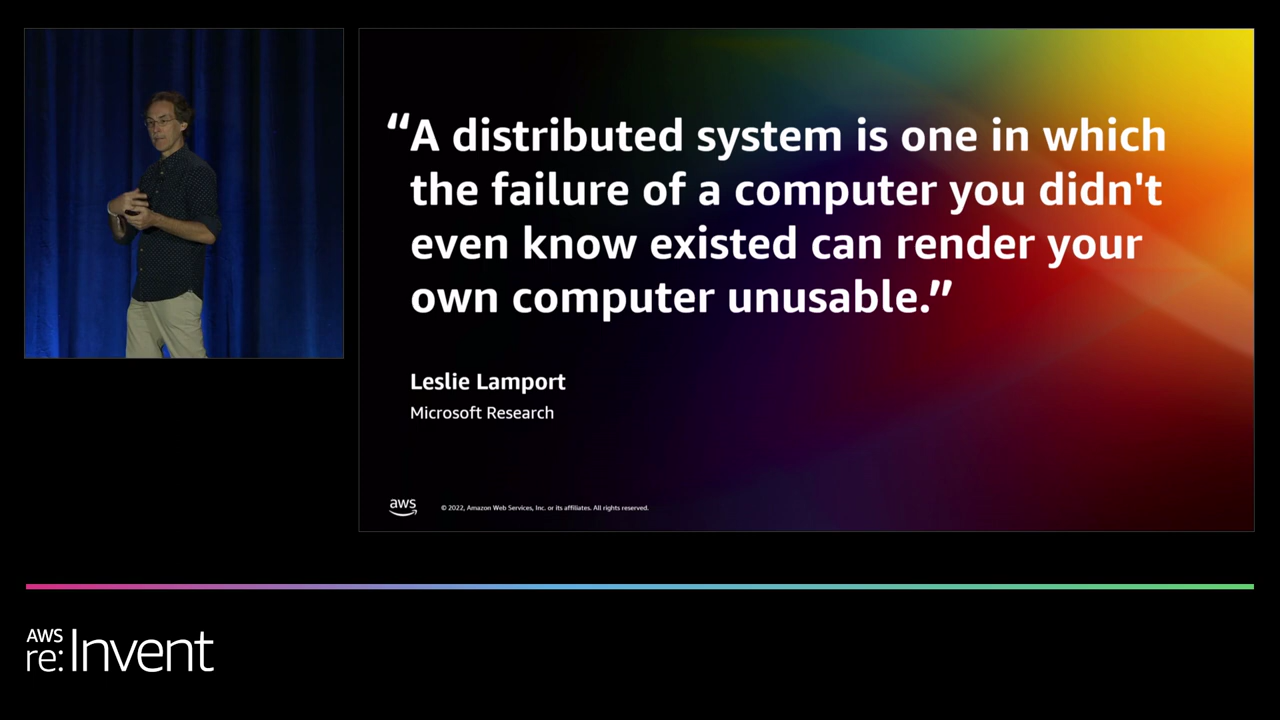 “A distributed system is one in which
the failure of a computer you didn't
even know existed can render your
own computer unusable.”
Leslie Lamport
Microsoft Research
aws
© 2022, Amazon Web Services, Inc. or its affiliates. All rights reserved.
AWS
re:Invent